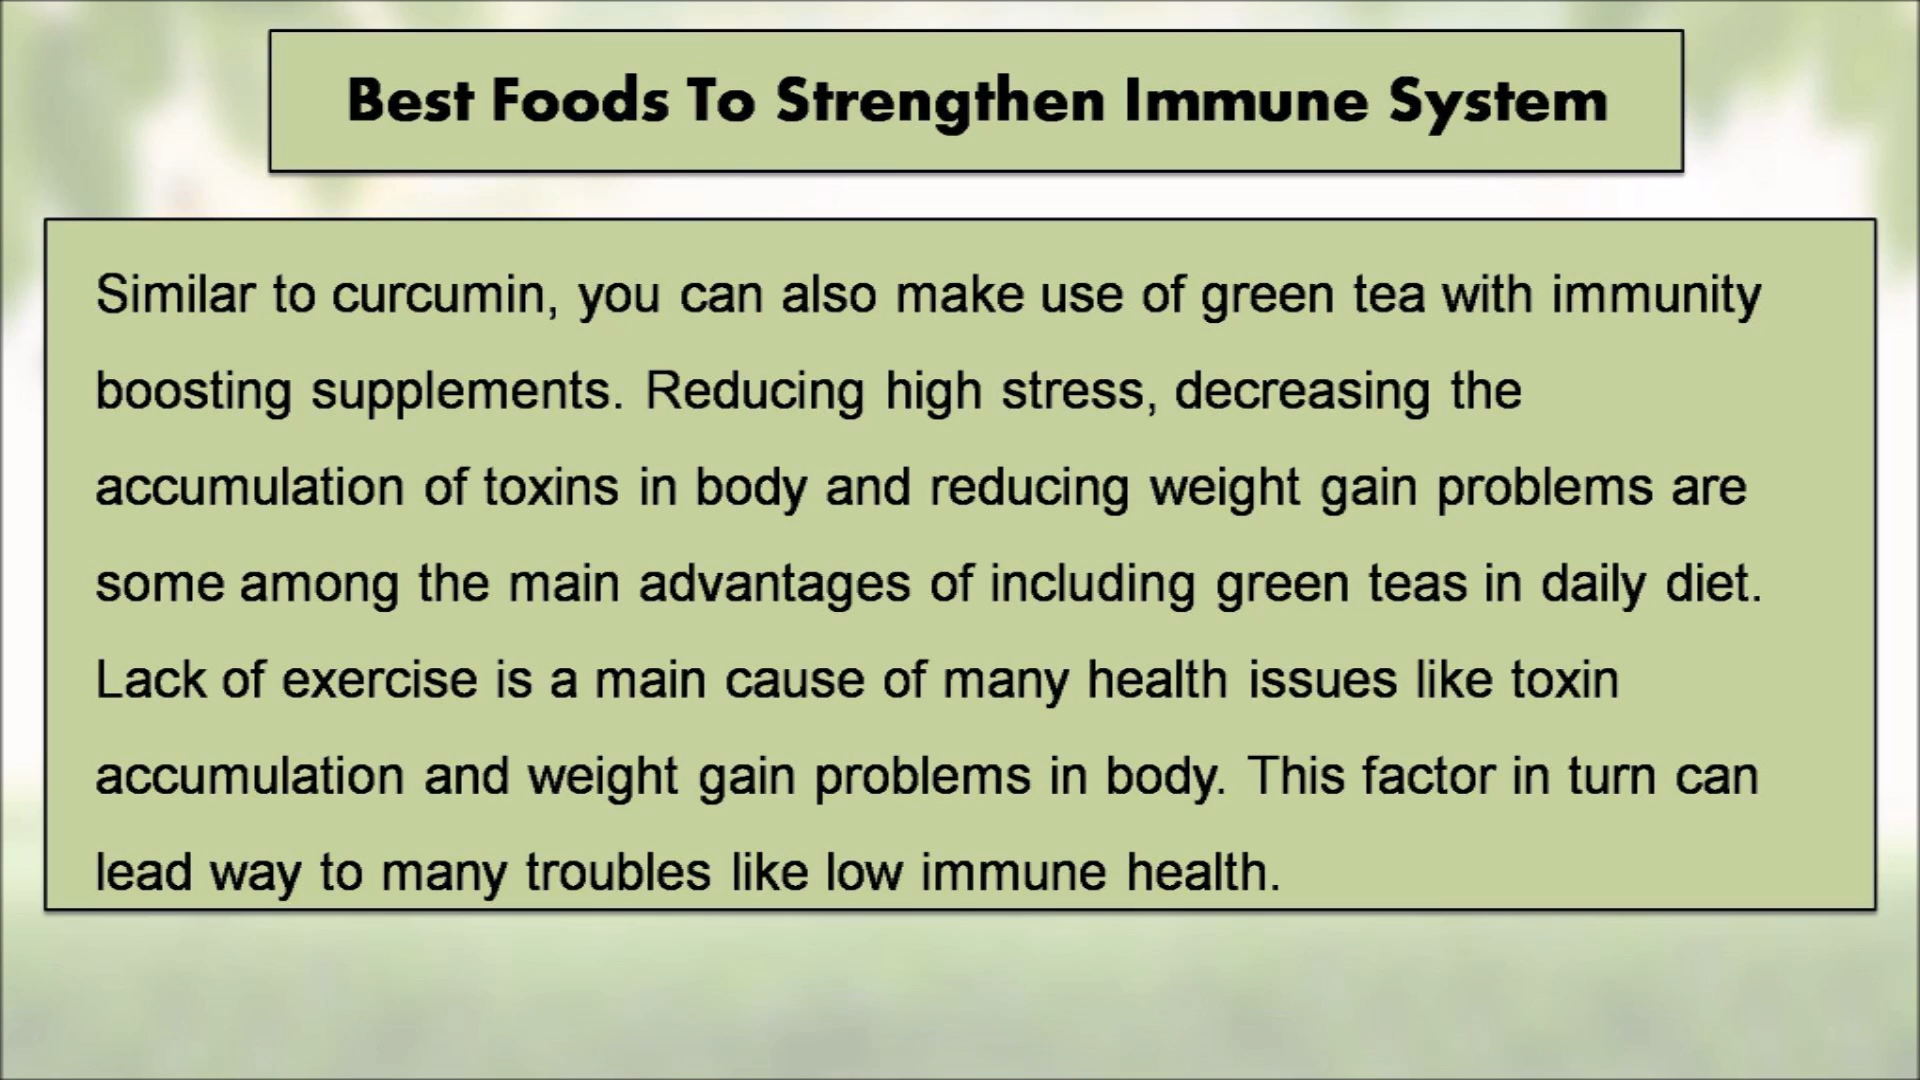 Best Foods To Strengthen Immune System
Similar to curcumin, you can also make use of green tea with immunity
boosting supplements. Reducing high stress, decreasing the
accumulation of toxins in body and reducing weight gain problems are
some among the main advantages of including green teas in daily diet.
Lack of exercise is a main cause of many health issues like toxin
accumulation and weight gain problems in body. This factor in turn can
lead way to many troubles like low immune health.